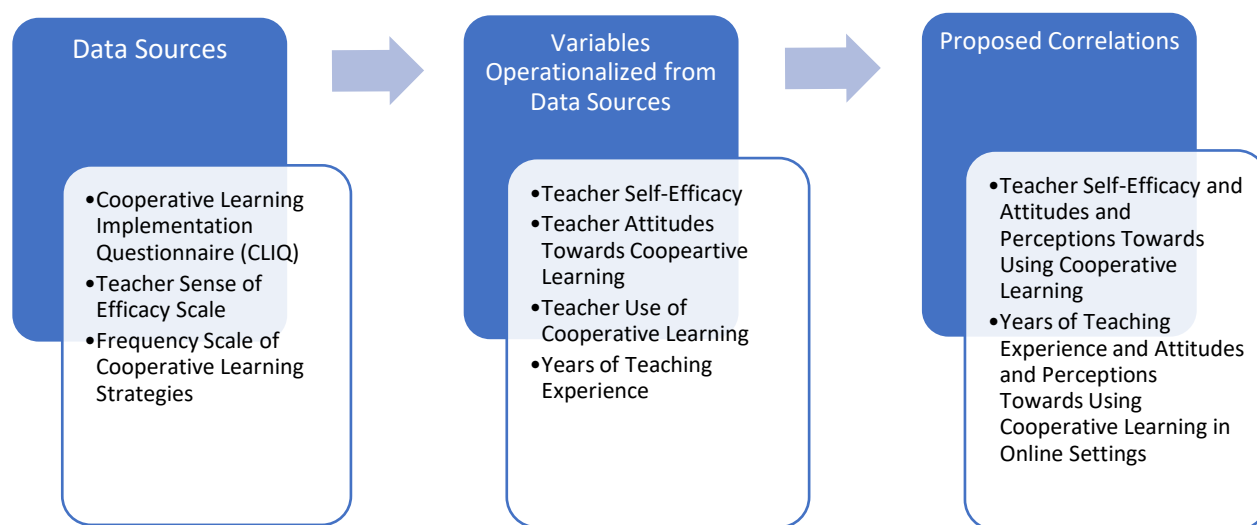 Data Sources
•Cooperative Learning
Implementation
Questionnaire (CLIQ)
•Teacher Sense of
Efficacy Scale
•Frequency Scale of
Cooperative Learning
Strategies
Variables
Operationalized from
Data Sources
•Teacher Self-Efficacy
•Teacher Attitudes
Towards Coopeartive
Learning
•Teacher Use of
Cooperative Learning
•Years of Teaching
Experience
Proposed Correlations
•Teacher Self-Efficacy and
Attitudes and
Perceptions Towards
Using Cooperative
Learning
•Years of Teaching
Experience and Attitudes
and Perceptions
Towards Using
Cooperative Learning in
Online Settings